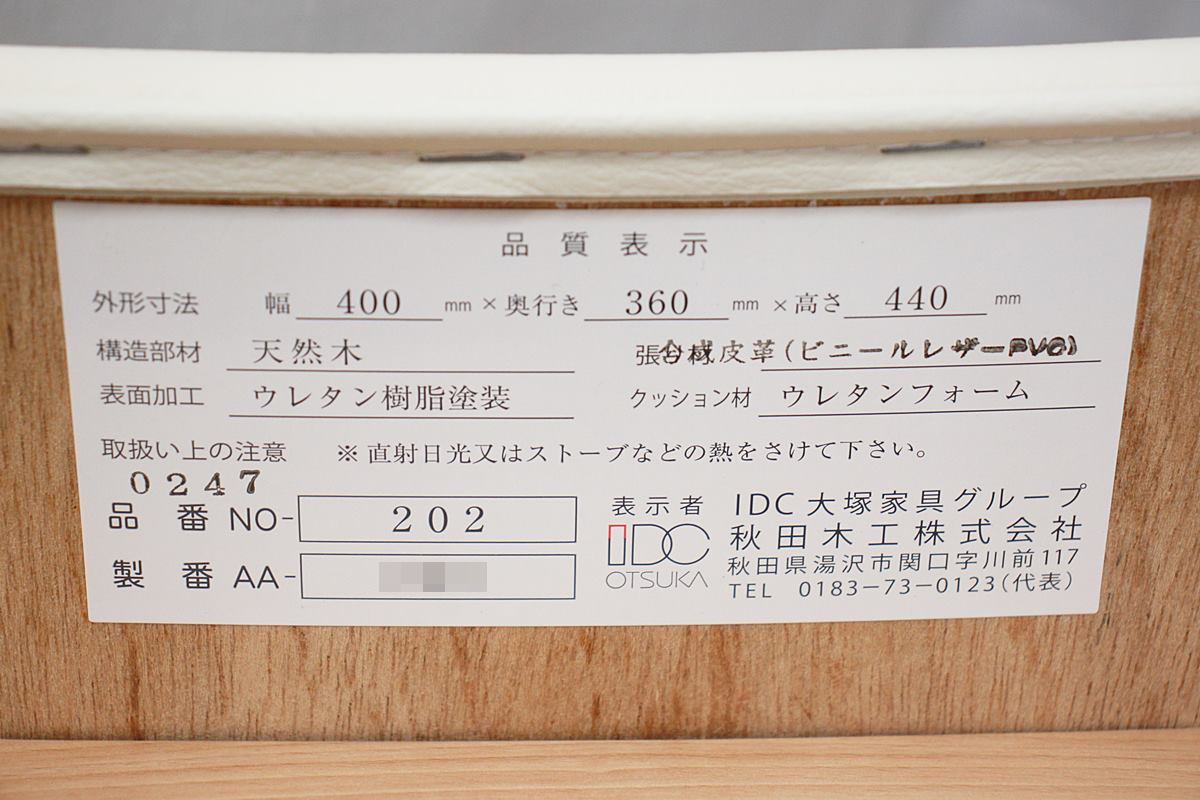 品質表示
外形寸法 幅 400 mm × 奥行き 360 mm × 高さ 440 mm
構造部材 天然木 張り材 合成皮革(ビニールレザーPVC)
表面加工 ウレタン樹脂塗装 クッション材 ウレタンフォーム
取扱い上の注意 ※直射日光又はストーブなどの熱をさけて下さい。
0247
品番 NO- 202
製番 AA-
表示者 IDC大塚家具グループ
IDC OTSUKA
秋田木工株式会社
秋田県湯沢市関口字川前117
TEL 0183-73-0123(代表)